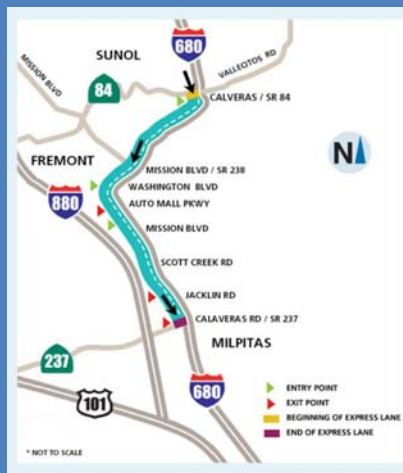 SUNOL
680
VALLECITOS RD
MISSION BLVD
84
CALVERAS / SR 84
N
FREMONT
MISSION BLVD / SR 238
WASHINGTON BLVD
880
AUTO MALL PKWY
MISSION BLVD
SCOTT CREEK RD
JACKLIN RD
CALAVERAS RD / SR 237
MILPITAS
237
101
680
ENTRY POINT
EXIT POINT
BEGINNING OF EXPRESS LANE
END OF EXPRESS LANE
* NOT TO SCALE